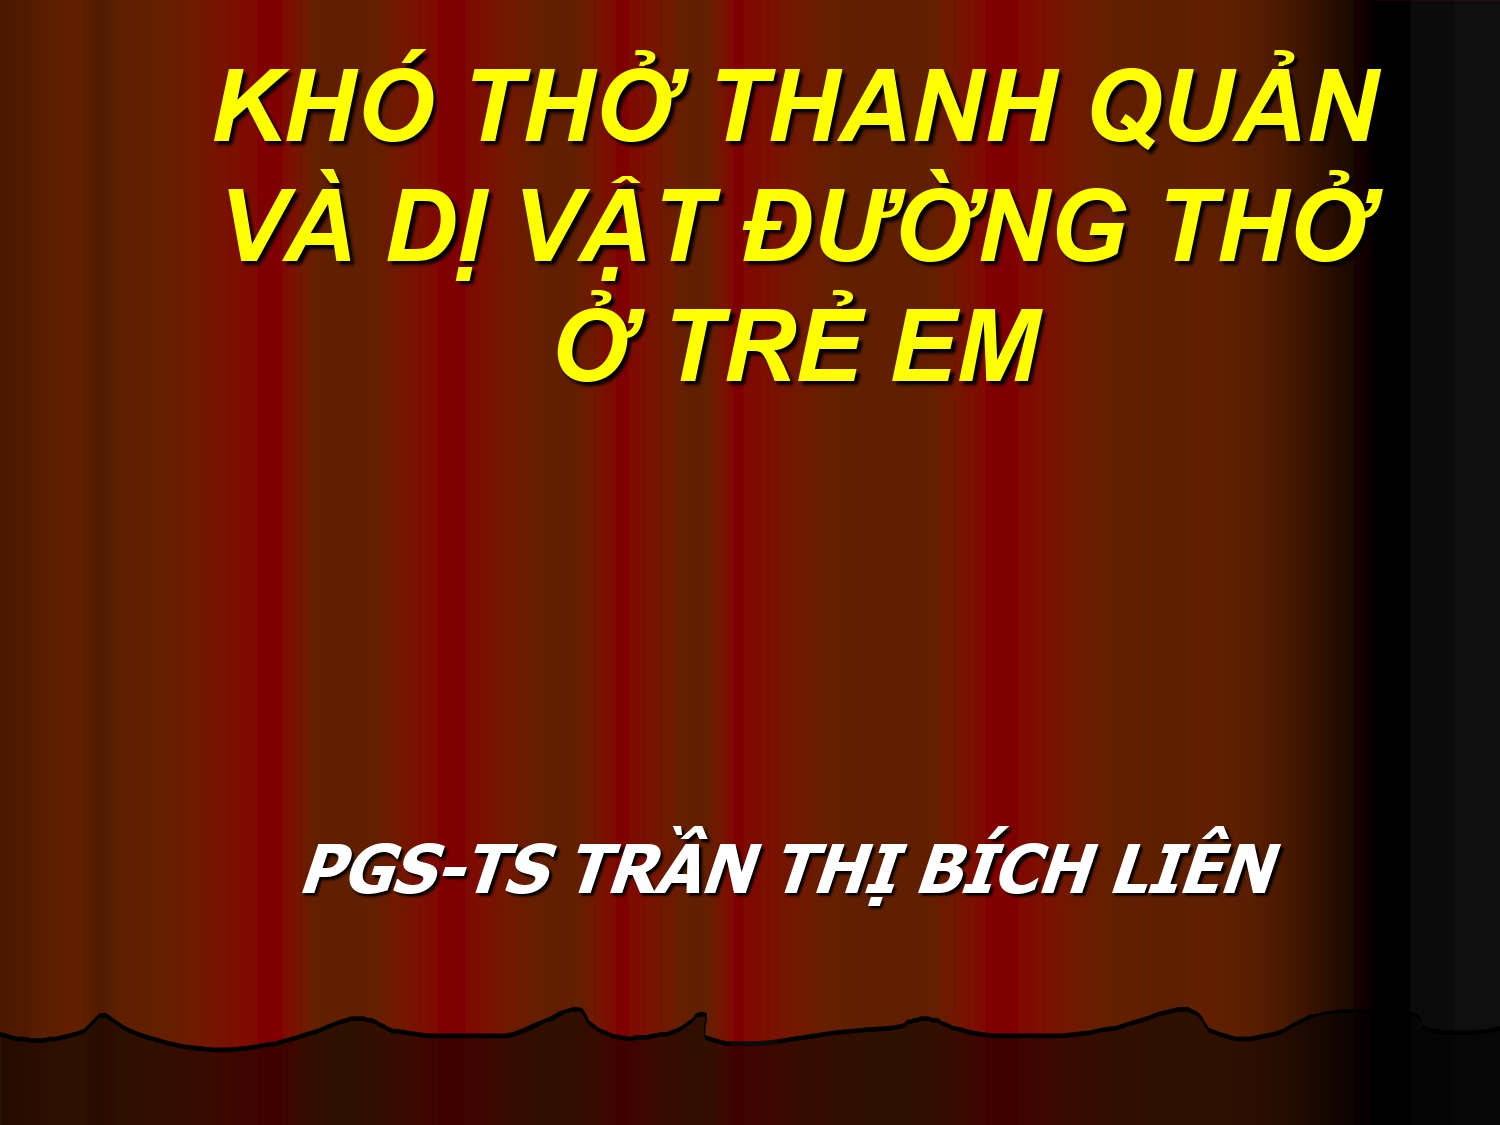 KHÓ THỞ THANH QUẢN
VÀ DỊ VẬT ĐƯỜNG THỞ
Ở TRẺ EM
PGS-TS TRẦN THỊ BÍCH LIÊN